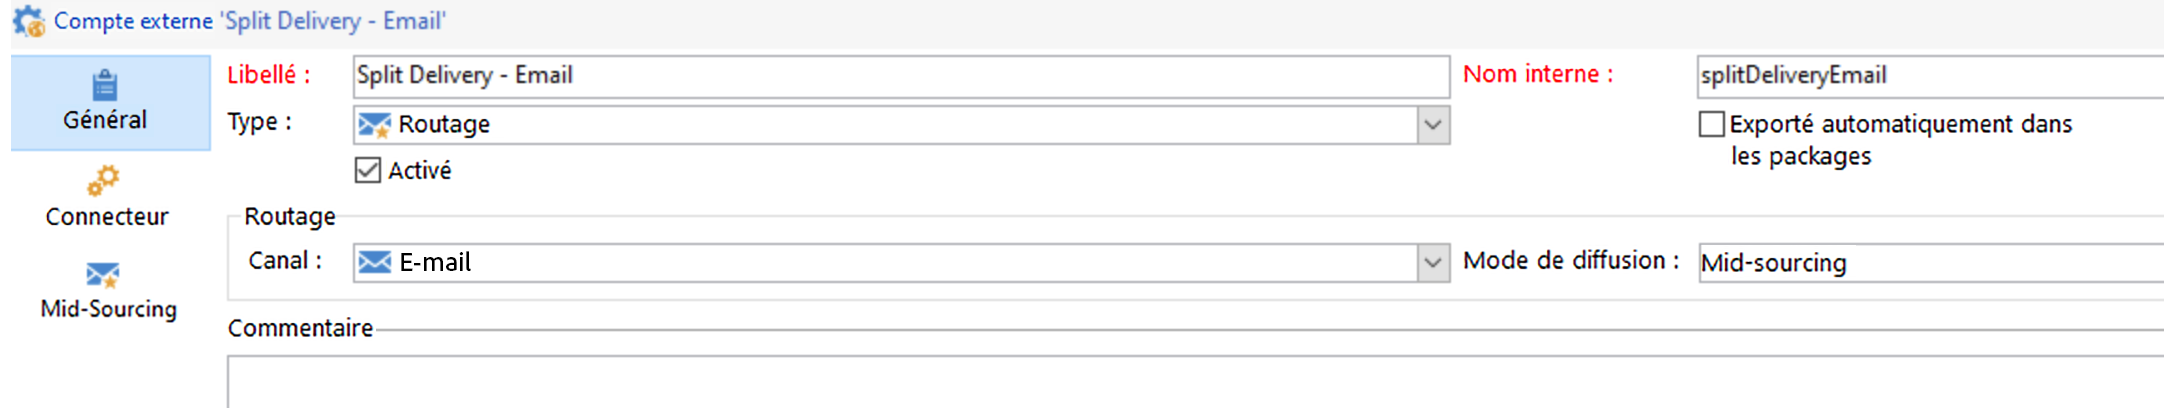 Compte externe 'Split Delivery - Email'
Général
Connecteur
Mid-Sourcing
Libellé : Split Delivery - Email Nom interne : splitDeliveryEmail
Type : Routage Exporté automatiquement dans
les packages
Activé
Routage
Canal : E-mail Mode de diffusion : Mid-sourcing
Commentaire